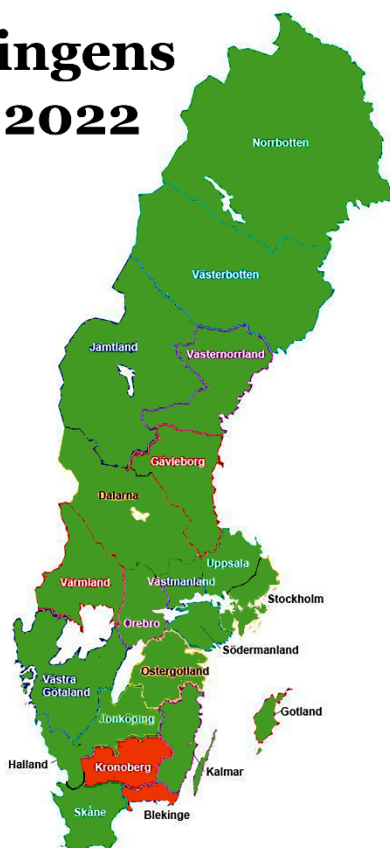 ingens
2022
Norrbotten
Västerbotten
Jämtland
Västernorrland
Gävleborg
Dalarna
Uppsala
Värmland
Västmanland
Stockholm
Örebro
Södermanland
Östergötland
Västra
Götaland
Gotland
Jönköping
Halland
Kronoberg
Kalmar
Skåne
Blekinge